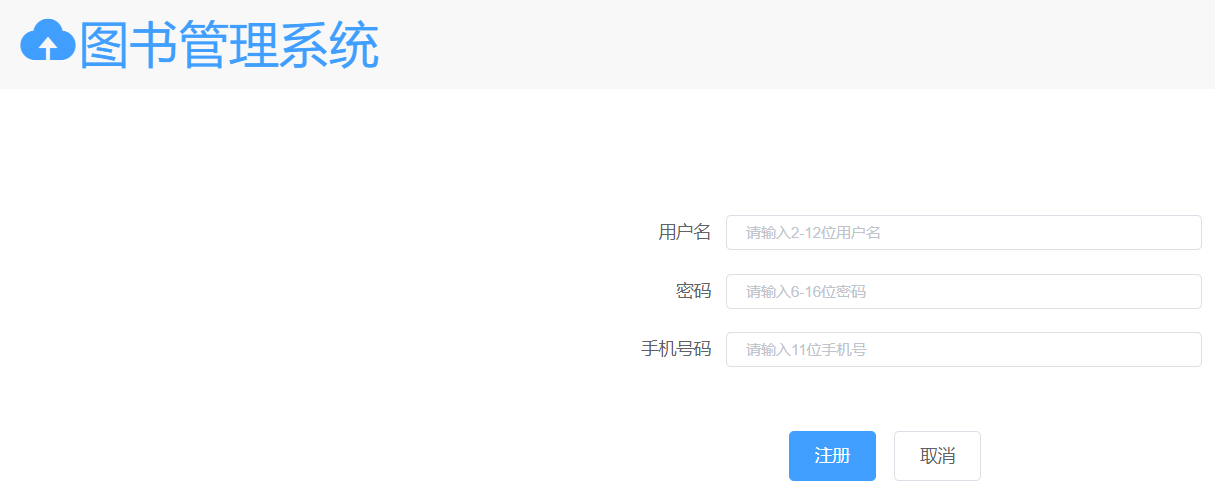 图书管理系统
用户名 请输入2-12位用户名
密码 请输入6-16位密码
手机号码 请输入11位手机号
注册 取消